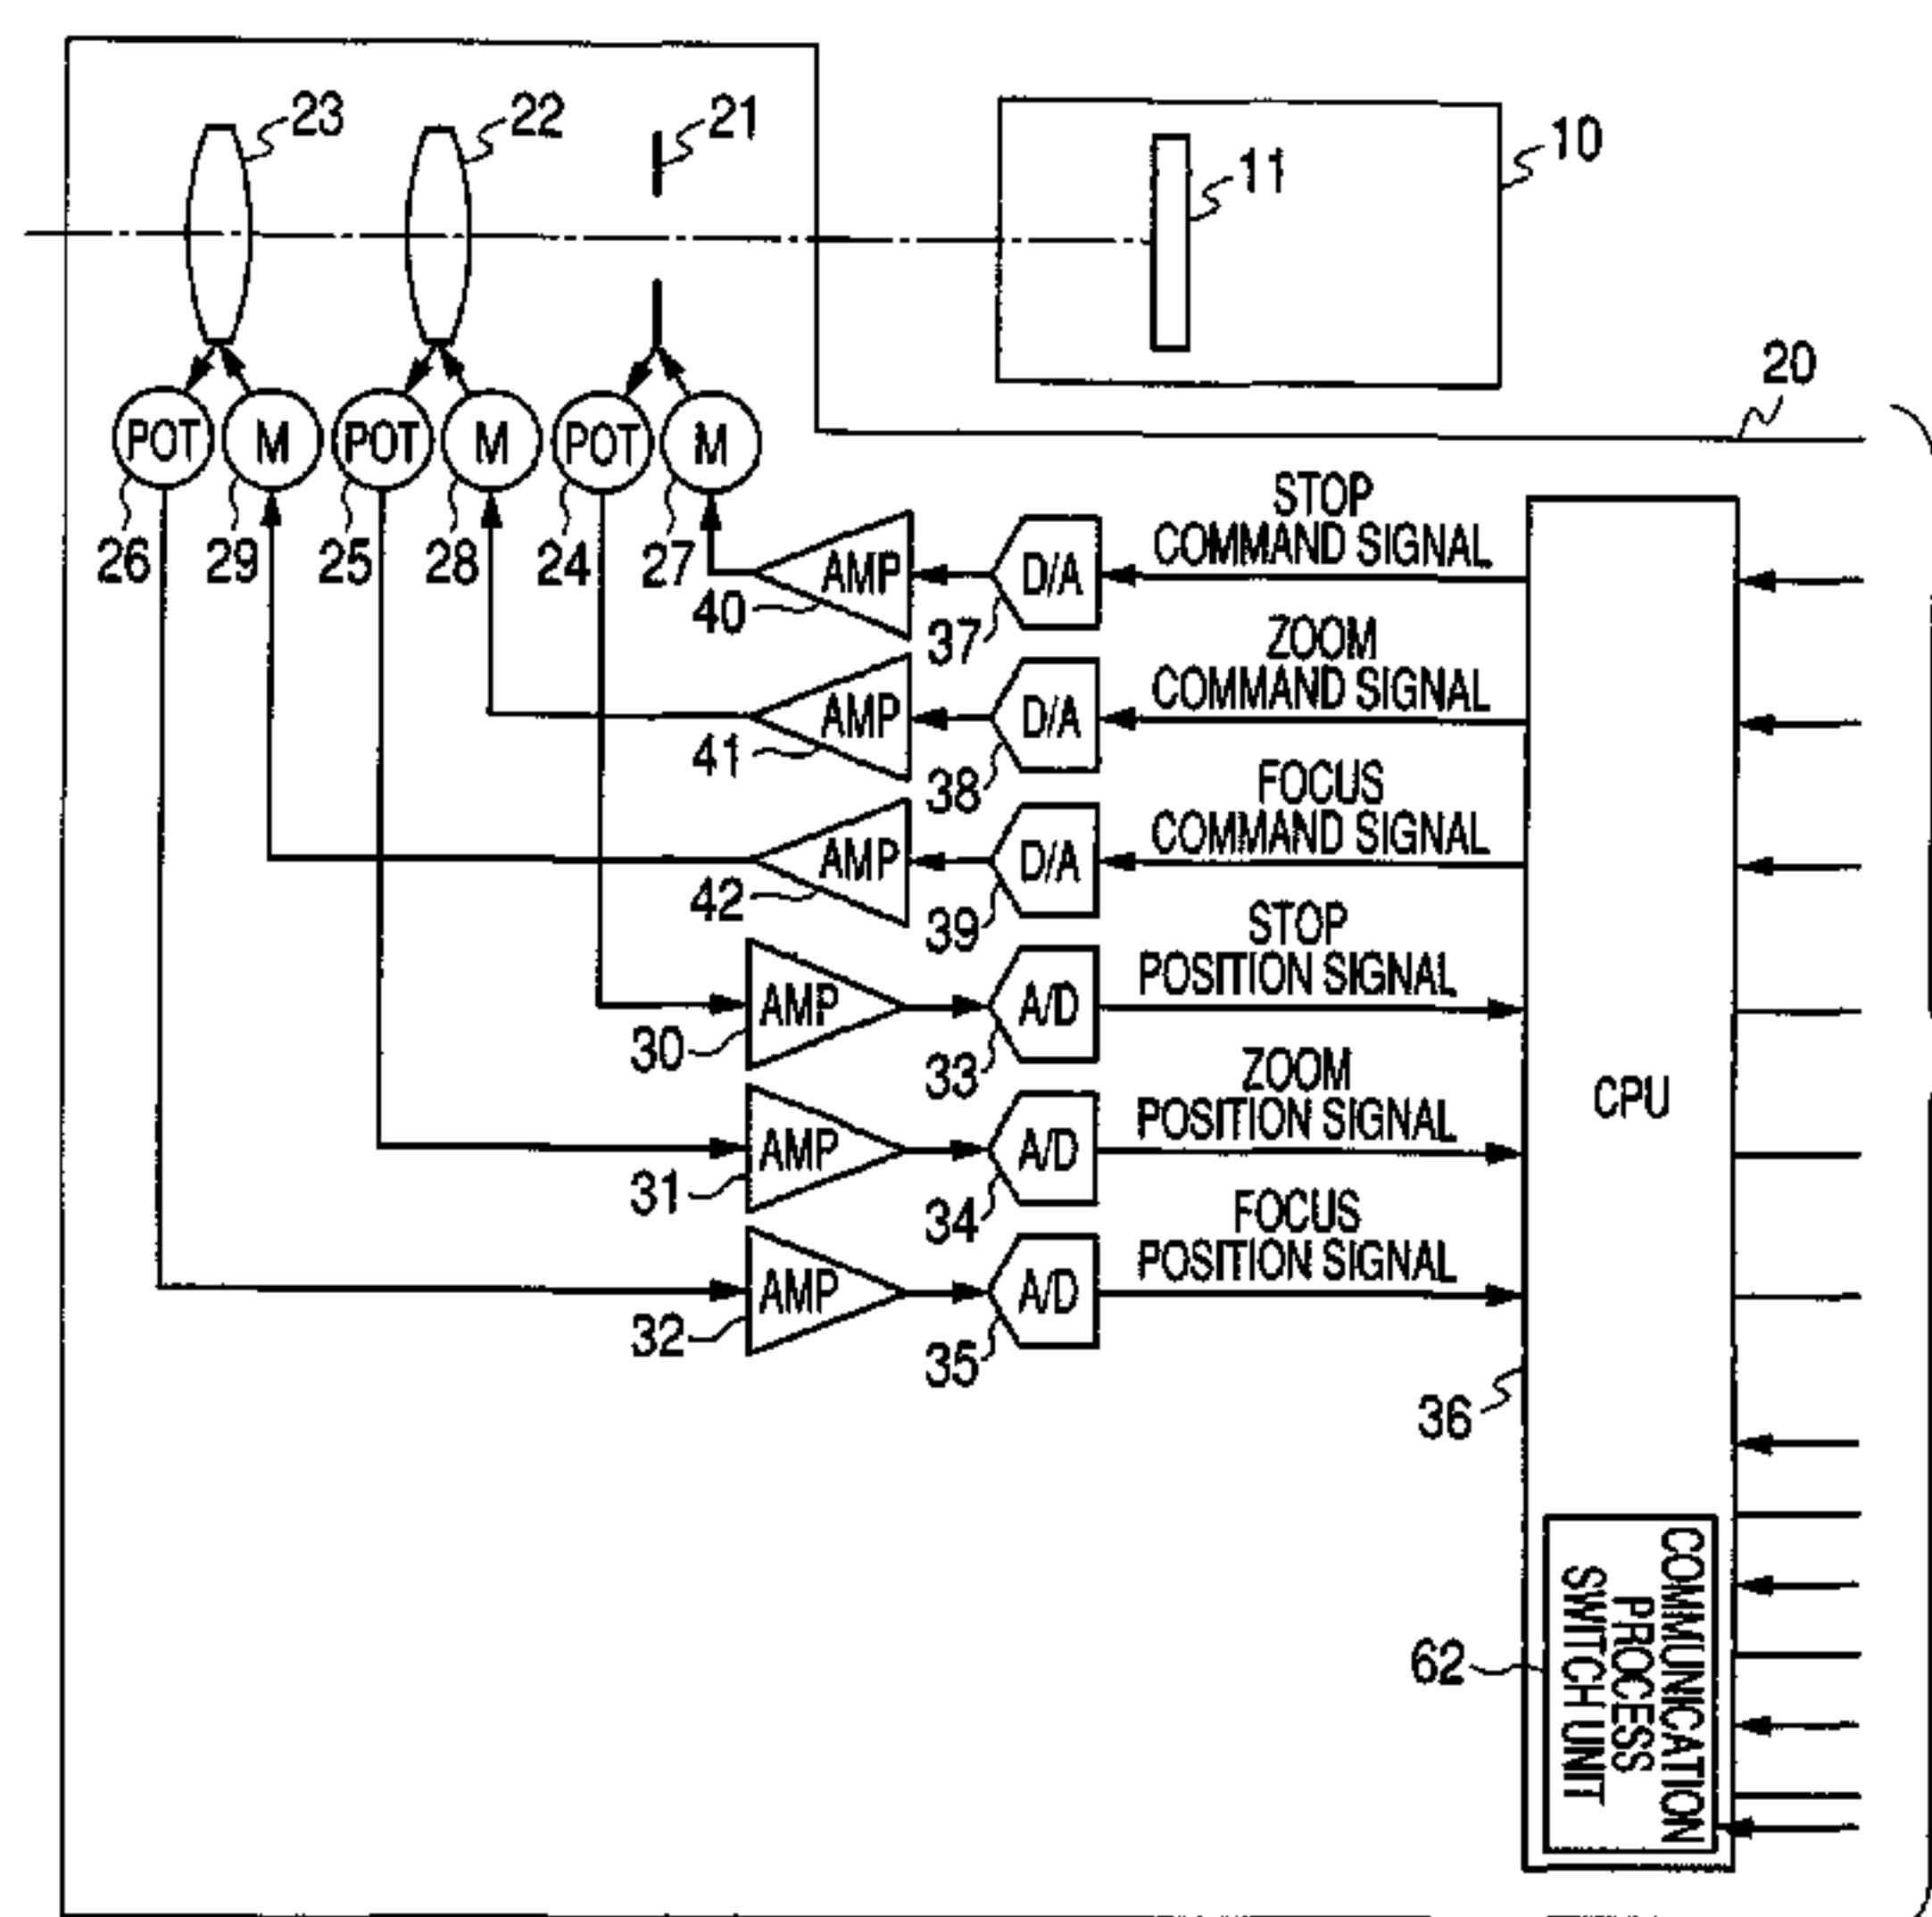 23
22
21
11
10
20
POT
M
POT
M
POT
M
26
29
25
28
24
27
AMP
40
D/A
37
STOP
COMMAND SIGNAL
AMP
41
D/A
38
ZOOM
COMMAND SIGNAL
AMP
42
D/A
39
FOCUS
COMMAND SIGNAL
AMP
30
A/D
33
STOP
POSITION SIGNAL
AMP
31
A/D
34
ZOOM
POSITION SIGNAL
AMP
32
A/D
35
FOCUS
POSITION SIGNAL
CPU
36
62
COMMUNICATION
PROCESS
SWITCH UNIT